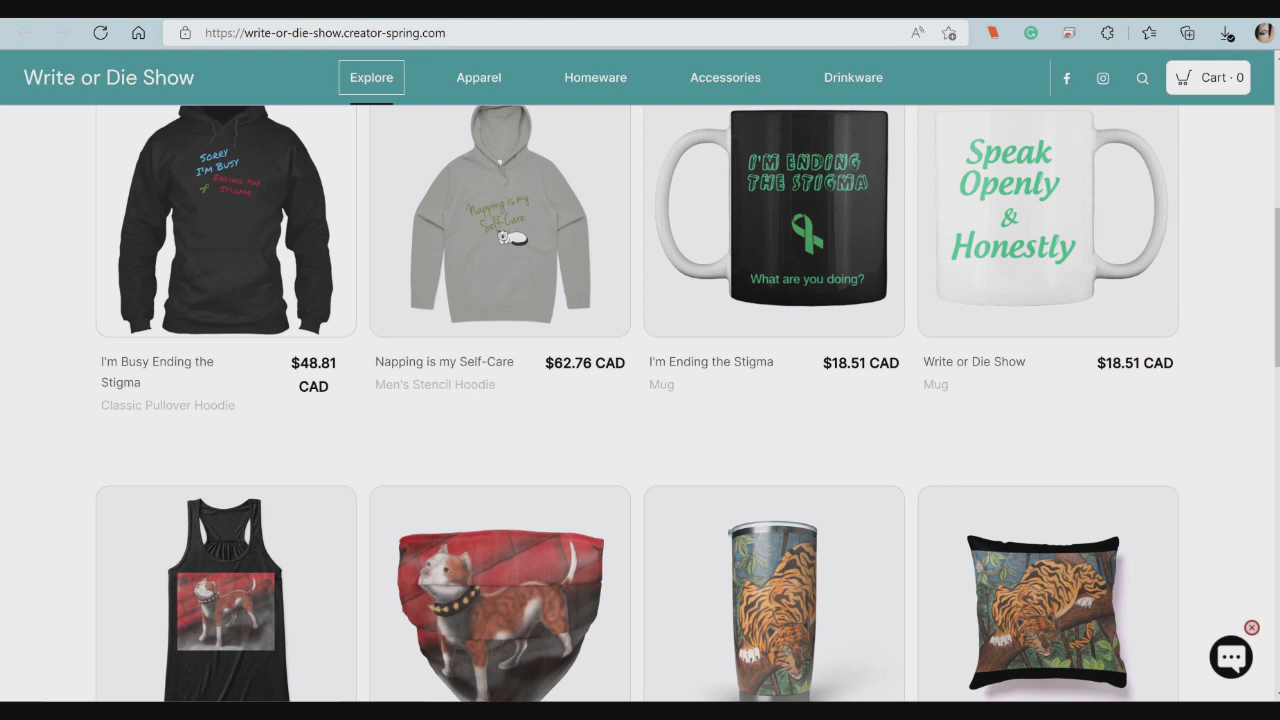 https://write-or-die-show.creator-spring.com
Write or Die Show
Explore
Apparel
Homeware
Accessories
Drinkware
Cart · 0
SORRY
I'M BUSY
ENDING THE
STIGMA
Napping is my
Self-Care
I'M ENDING
THE STIGMA
What are you doing?
Speak
Openly
&
Honestly
I'm Busy Ending the
Stigma
$48.81
CAD
Classic Pullover Hoodie
Napping is my Self-Care
$62.76 CAD
Men's Stencil Hoodie
I'm Ending the Stigma
$18.51 CAD
Mug
Write or Die Show
$18.51 CAD
Mug